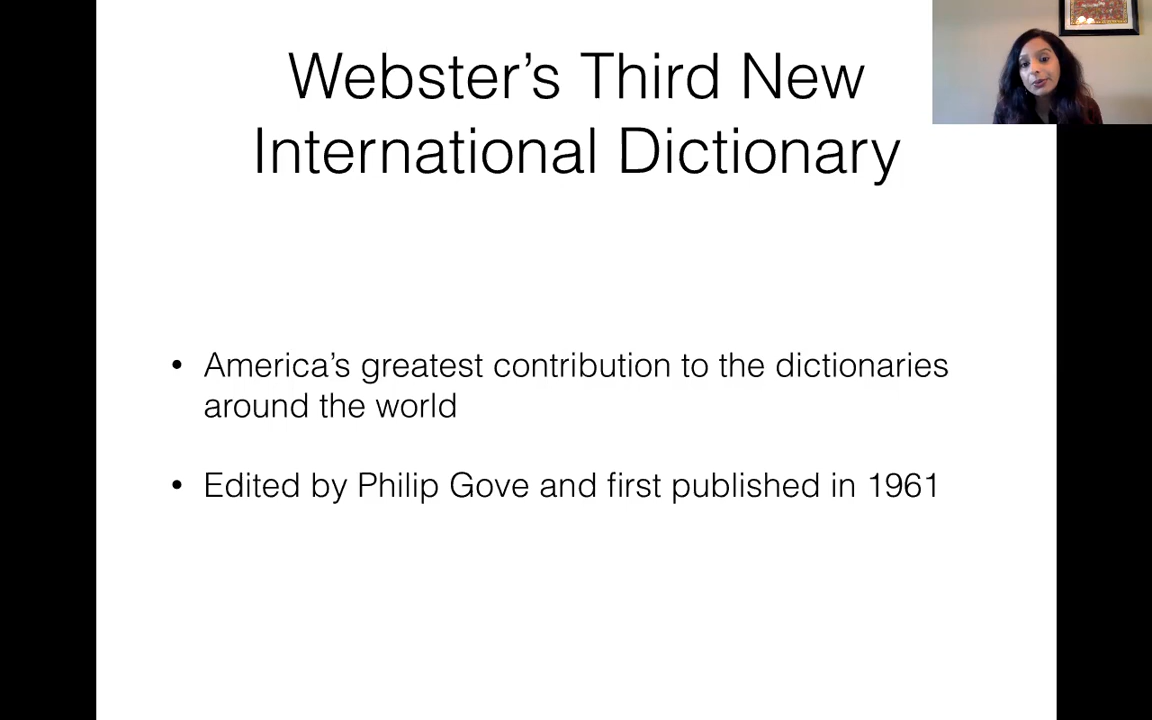 Webster’s Third New
International Dictionary
• America’s greatest contribution to the dictionaries
around the world
• Edited by Philip Gove and first published in 1961